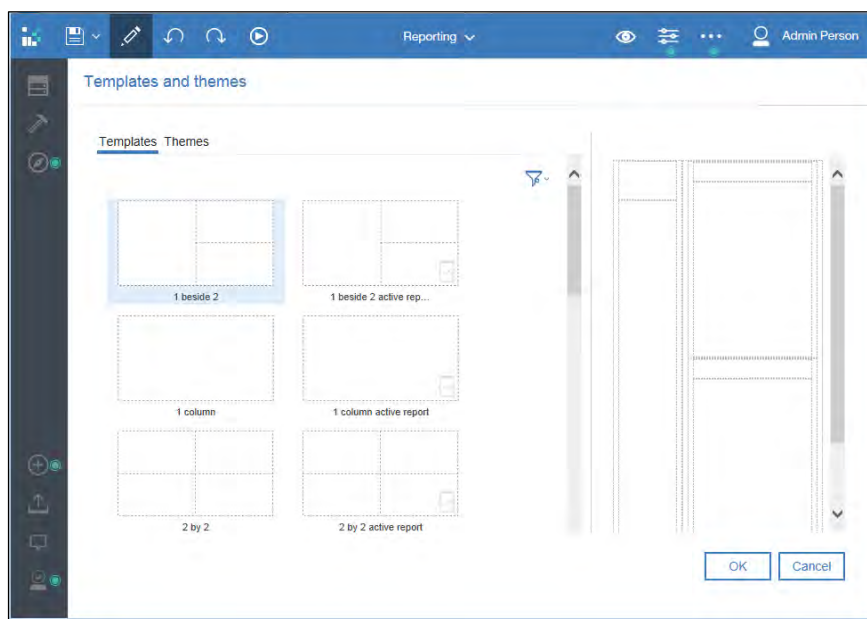 Reporting
Admin Person
Templates and themes
Templates Themes
1 beside 2
1 beside 2 active rep...
1 column
1 column active report
2 by 2
2 by 2 active report
OK
Cancel